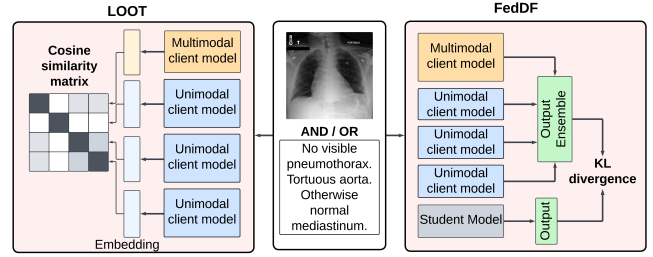 LOOT
Cosine
similarity
matrix
Multimodal
client model
Unimodal
client model
Unimodal
client model
Unimodal
client model
Embedding
AND / OR
No visible
pneumothorax.
Tortuous aorta.
Otherwise
normal
mediastinum.
FedDF
Multimodal
client model
Unimodal
client model
Unimodal
client model
Unimodal
client model
Student Model
Output
Ensemble
Output
KL
divergence